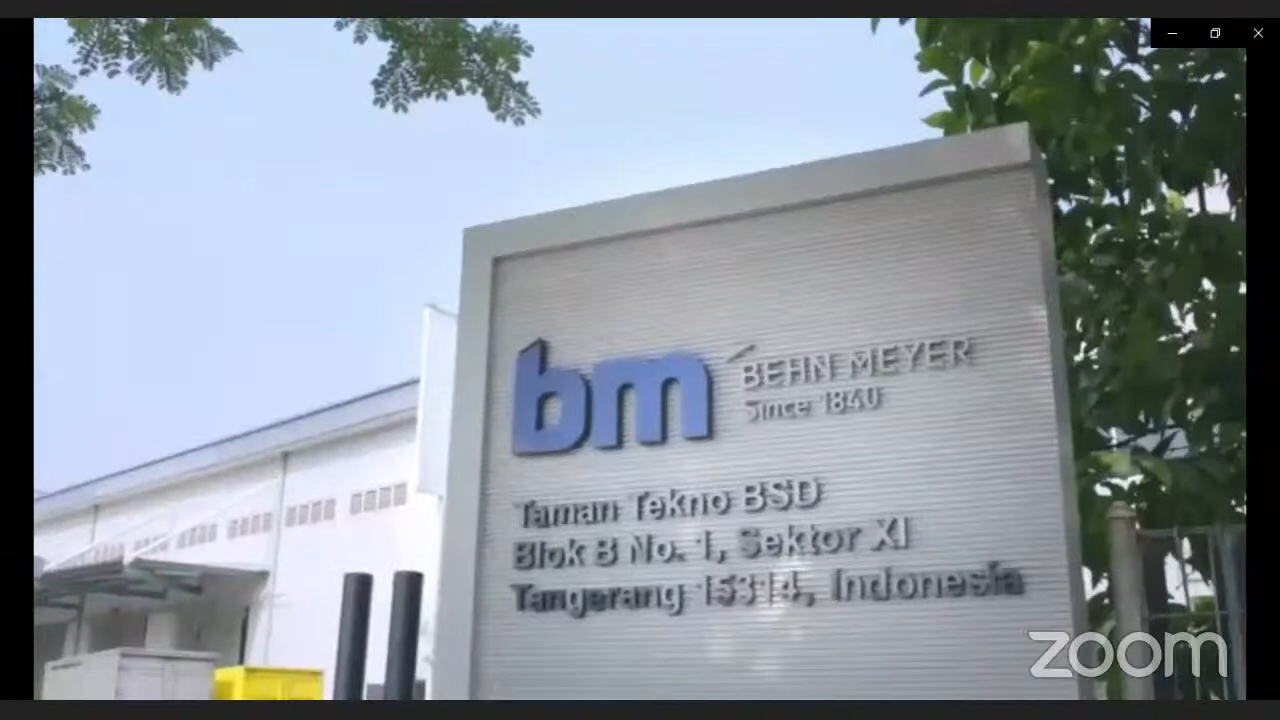 bm BEHN MEYER
Since 1840
Taman Tekno BSD
Blok B No. 1, Sektor XI
Tangerang 15314, Indonesia
zoom